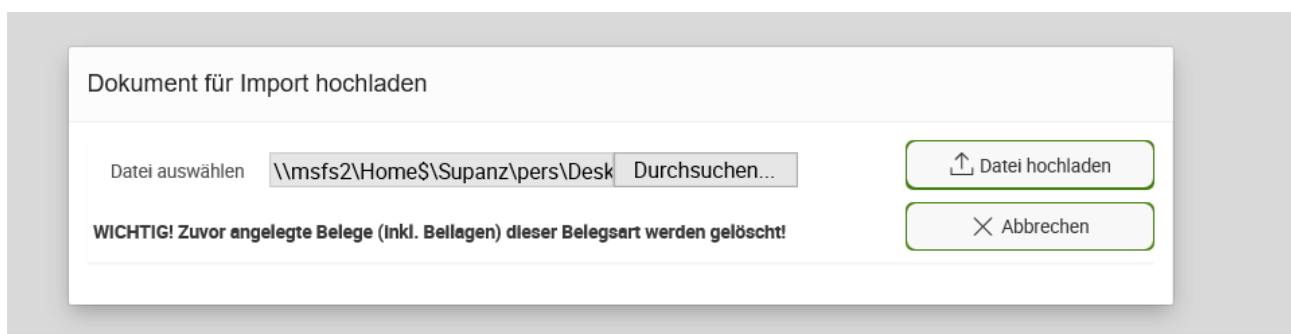 Dokument für Import hochladen
Datei auswählen \\msfs2\Home$\Supanz\pers\Desk Durchsuchen... Datei hochladen
WICHTIG! Zuvor angelegte Belege (inkl. Beilagen) dieser Belegsart werden gelöscht! Abbrechen